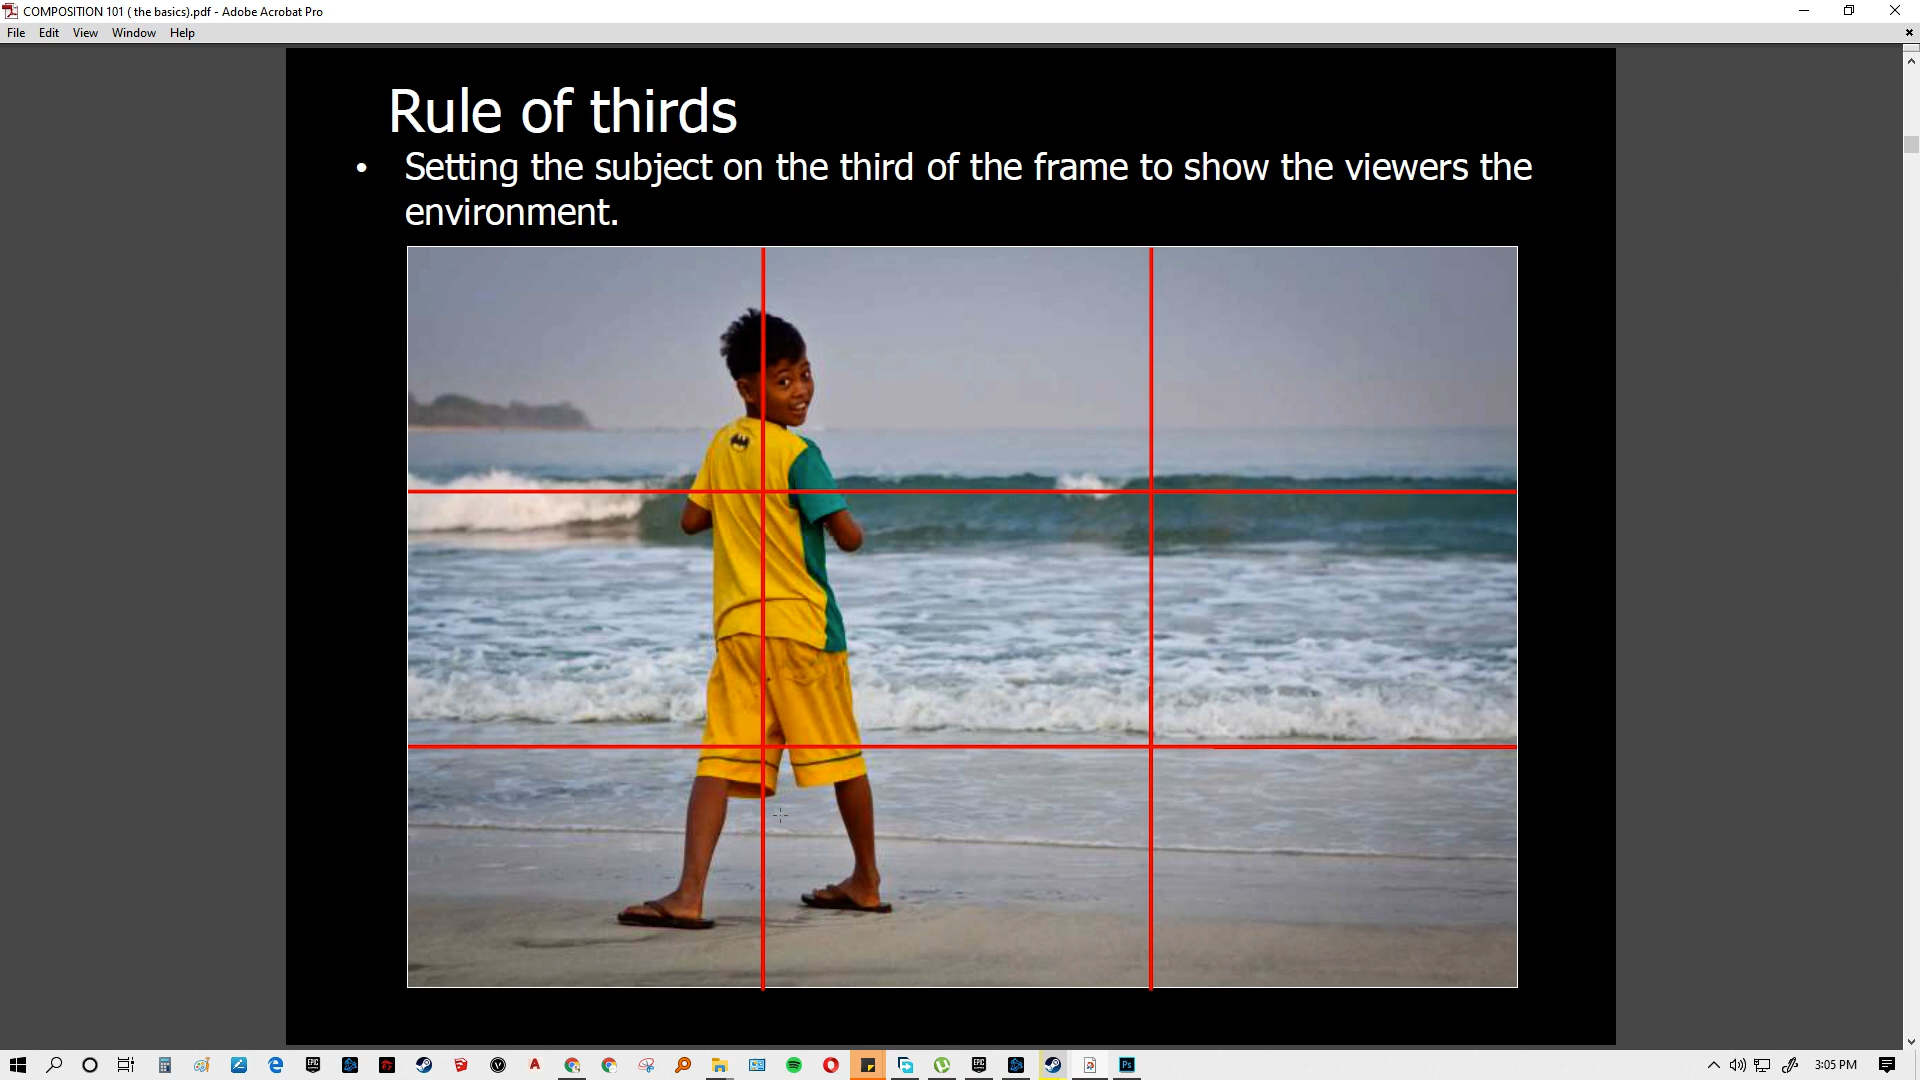 COMPOSITION 101 ( the basics).pdf - Adobe Acrobat Pro
File Edit View Window Help
Rule of thirds
• Setting the subject on the third of the frame to show the viewers the
environment.
3:05 PM